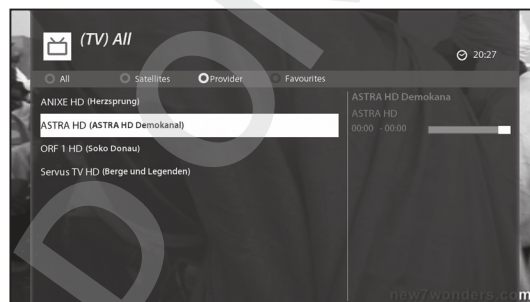 (TV) All
20:27
All Satellites Provider Favourites
ANIXE HD (Herzsprung)
ASTRA HD (ASTRA HD Demokanal)
ORF 1 HD (Soko Donau)
Servus TV HD (Berge und Legenden)
ASTRA HD Demokana
ASTRA HD
00:00 - 00:00
new7wonders.com